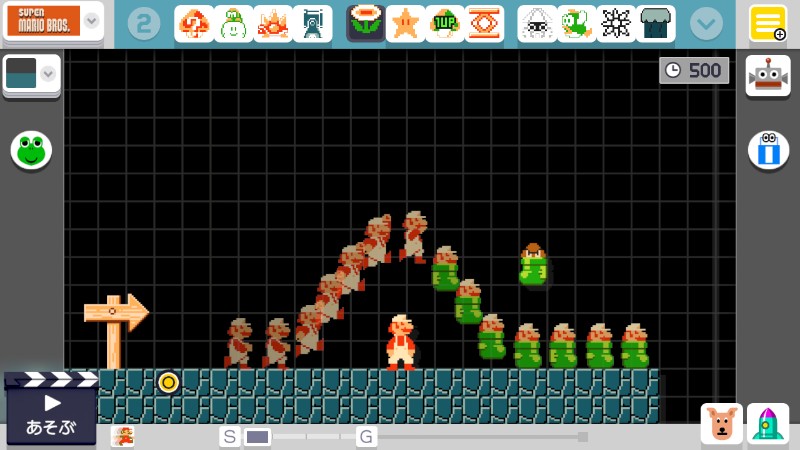 SUPER
MARIO BROS.
2
1UP
500
あそぶ
S
G